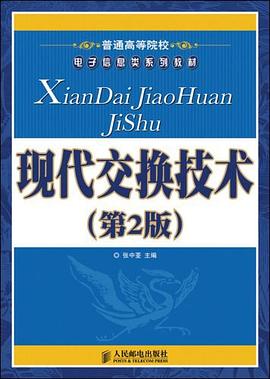 普通高等院校
电子信息类系列教材
XianDai JiaoHuan
JiShu
现代交换技术
(第2版)
◎ 张中荃 主编
人民邮电出版社
POSTS & TELECOM PRESS